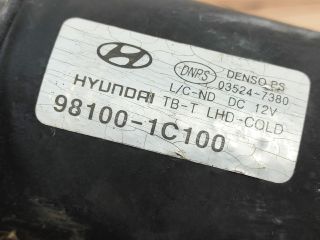 DNPS DENSO PS
03524-7380
HYUNDAI L/C-ND DC 12V
TB-T LHD-COLD
98100-1C100